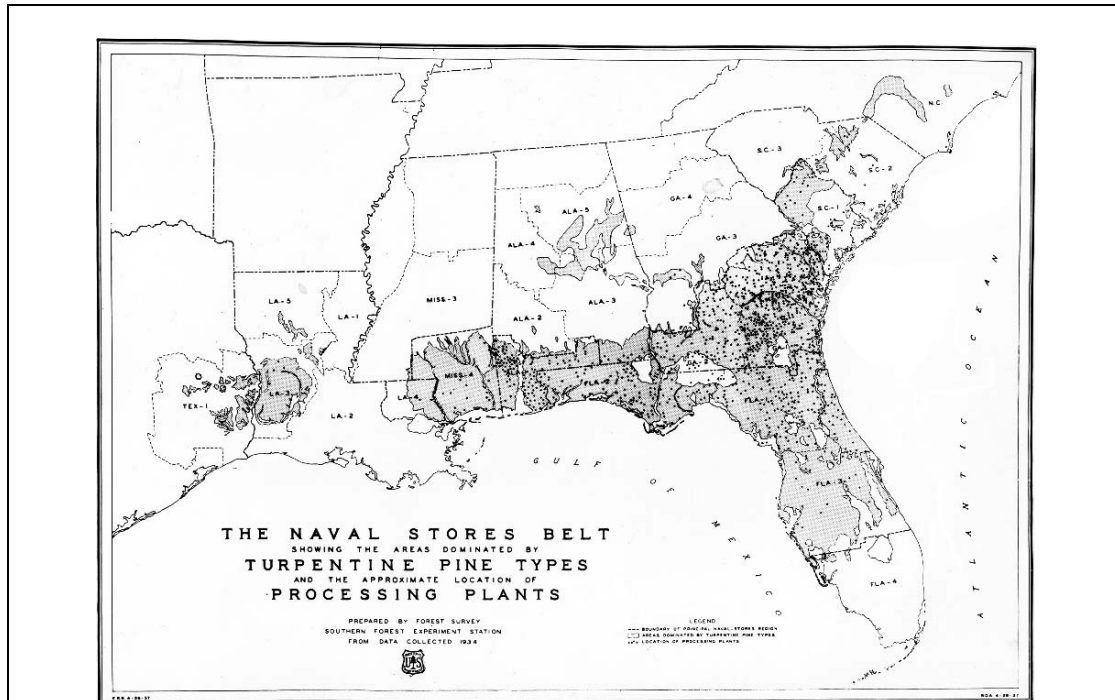 N.C.
S.C.-3
S.C.-2
S.C.-1
GA-4
GA-3
ALA-5
ALA-4
ALA-3
ALA-2
MISS-3
MISS-4
LA-5
LA-1
LA-3
LA-4
LA-2
TEX-1
FLA-2
FLA-3
FLA-4
GULF OF MEXICO
ATLANTIC OCEAN
THE NAVAL STORES BELT
SHOWING THE AREAS DOMINATED BY
TURPENTINE PINE TYPES
AND THE APPROXIMATE LOCATION OF
PROCESSING PLANTS
PREPARED BY FOREST SURVEY
SOUTHERN FOREST EXPERIMENT STATION
FROM DATA COLLECTED 1934
LEGEND
BOUNDARY OF PRINCIPAL NAVAL-STORES REGION
AREAS DOMINATED BY TURPENTINE PINE TYPES
LOCATION OF PROCESSING PLANTS